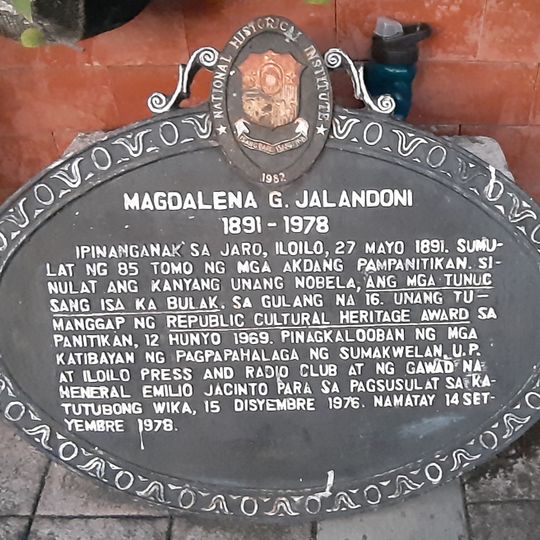 NATIONAL HISTORICAL INSTITUTE
1982
MAGDALENA G. JALANDONI
1891 - 1978
IPINANGANAK SA JARO, ILOILO, 27 MAYO 1891. SUMU-
LAT NG 85 TOMO NG MGA AKDANG PAMPANITIKAN. SI-
NULAT ANG KANYANG UNANG NOBELA, ANG MGA TUNUC
SANG ISA KA BULAK, SA GULANG NA 16. UNANG TU-
MANGGAP NG REPUBLIC CULTURAL HERITAGE AWARD SA
PANITIKAN, 12 HUNYO 1969. PINAGKALOOBAN NG MGA
KATIBAYAN NG PAGPAPAHALAGA NG SUMAKWELAN, U.P.
AT ILOILO PRESS AND RADIO CLUB AT NG GAWAD NA
HENERAL EMILIO JACINTO PARA SA PAGSUSULAT SA KA-
TUTUBONG WIKA, 15 DISYEMBRE 1976. NAMATAY 14 SET-
YEMBRE 1978.